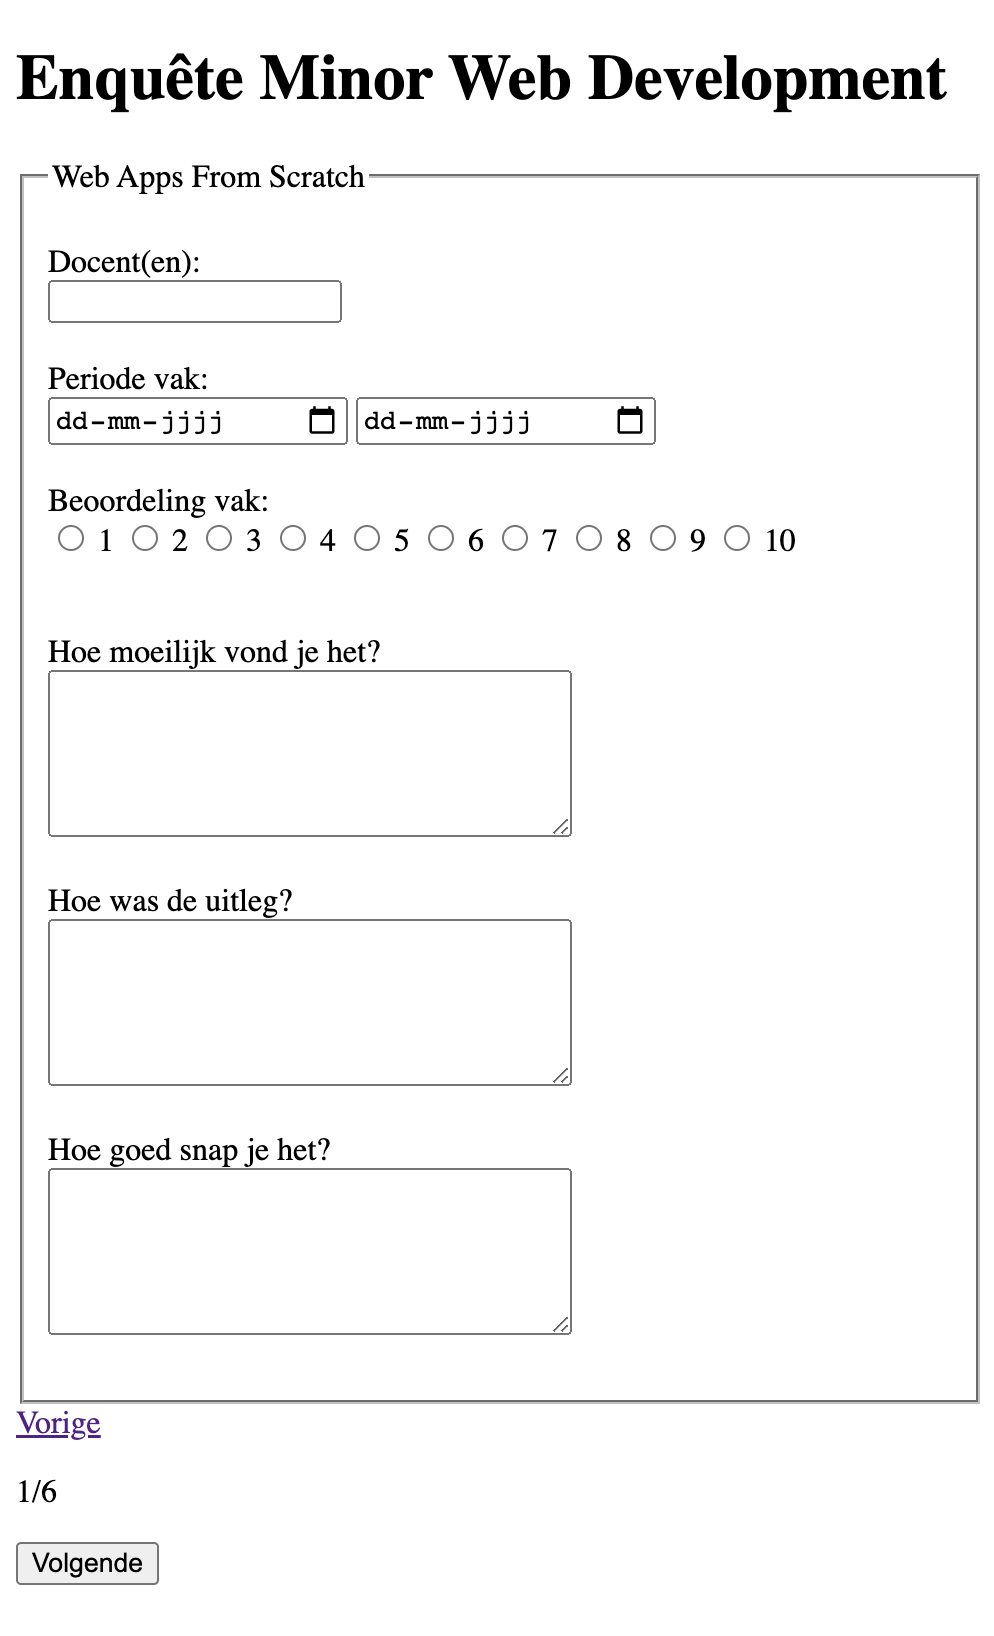 Enquête Minor Web Development
Web Apps From Scratch
Docent(en):
Periode vak:
dd-mm-jjjj dd-mm-jjjj
Beoordeling vak:
1 2 3 4 5 6 7 8 9 10
Hoe moeilijk vond je het?
Hoe was de uitleg?
Hoe goed snap je het?
Vorige
1/6
Volgende